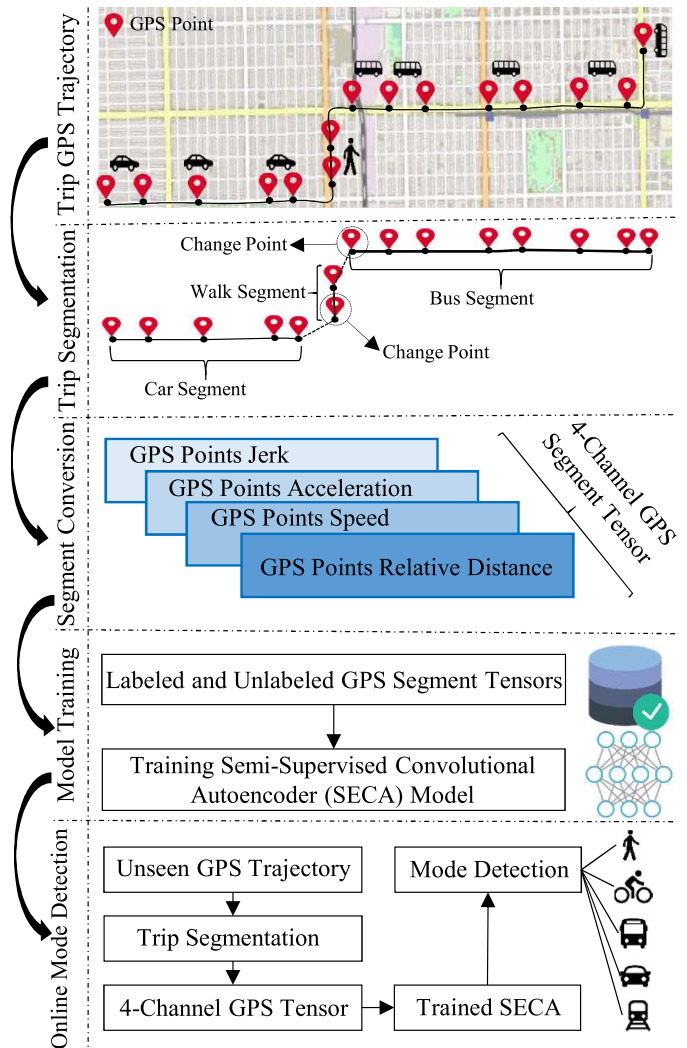 GPS Point
Trip GPS Trajectory
Change Point
Walk Segment
Bus Segment
Change Point
Car Segment
Trip Segmentation
GPS Points Jerk
GPS Points Acceleration
GPS Points Speed
GPS Points Relative Distance
4-Channel GPS
Segment Tensor
Segment Conversion
Labeled and Unlabeled GPS Segment Tensors
Training Semi-Supervised Convolutional
Autoencoder (SECA) Model
Model Training
Unseen GPS Trajectory
Trip Segmentation
4-Channel GPS Tensor
Trained SECA
Mode Detection
Online Mode Detection